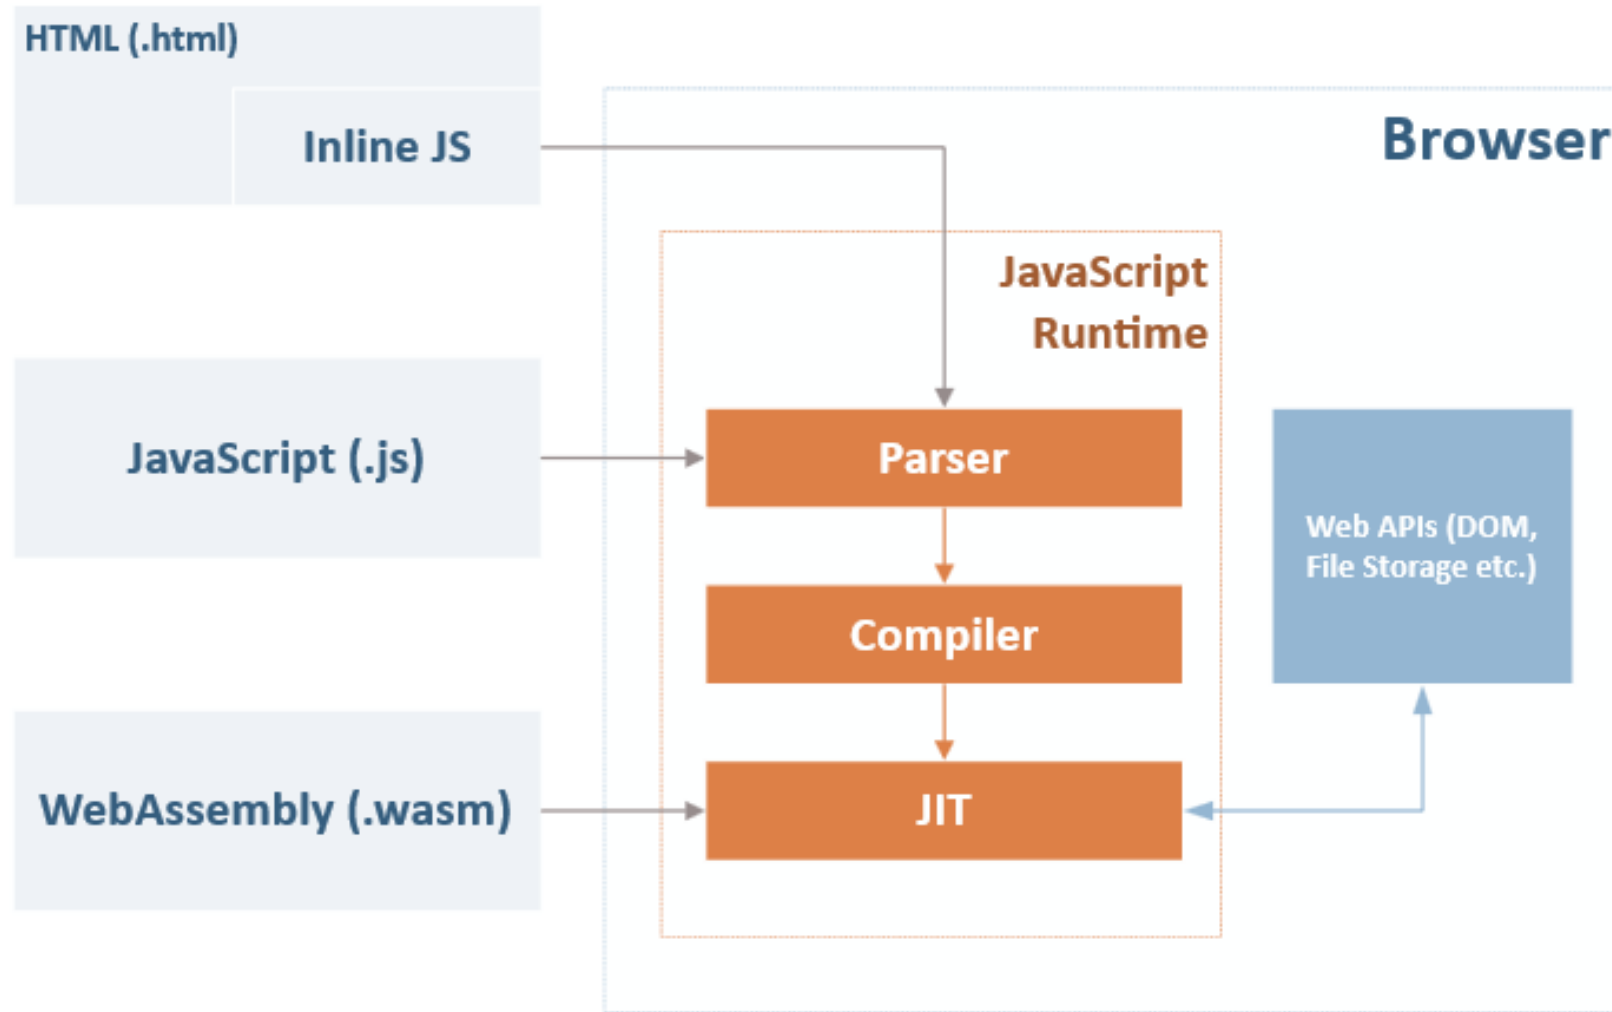 HTML (.html)
Inline JS
Browser
JavaScript
Runtime
JavaScript (.js)
Parser
Web APIs (DOM,
File Storage etc.)
Compiler
WebAssembly (.wasm)
JIT